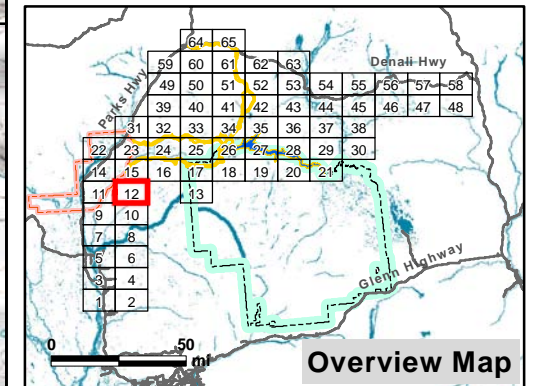 64 65
59 60 61 62 63
Denali Hwy
49 50 51 52 53 54 55 56 57 58
Parks Hwy
39 40 41 42 43 44 45 46 47 48
31 32 33 34 35 36 37 38
22 23 24 25 26 27 28 29 30
14 15 16 17 18 19 20 21
11 12 13
9 10
7 8
5 6
Glenn Highway
3 4
1 2
0 50
mi
Overview Map